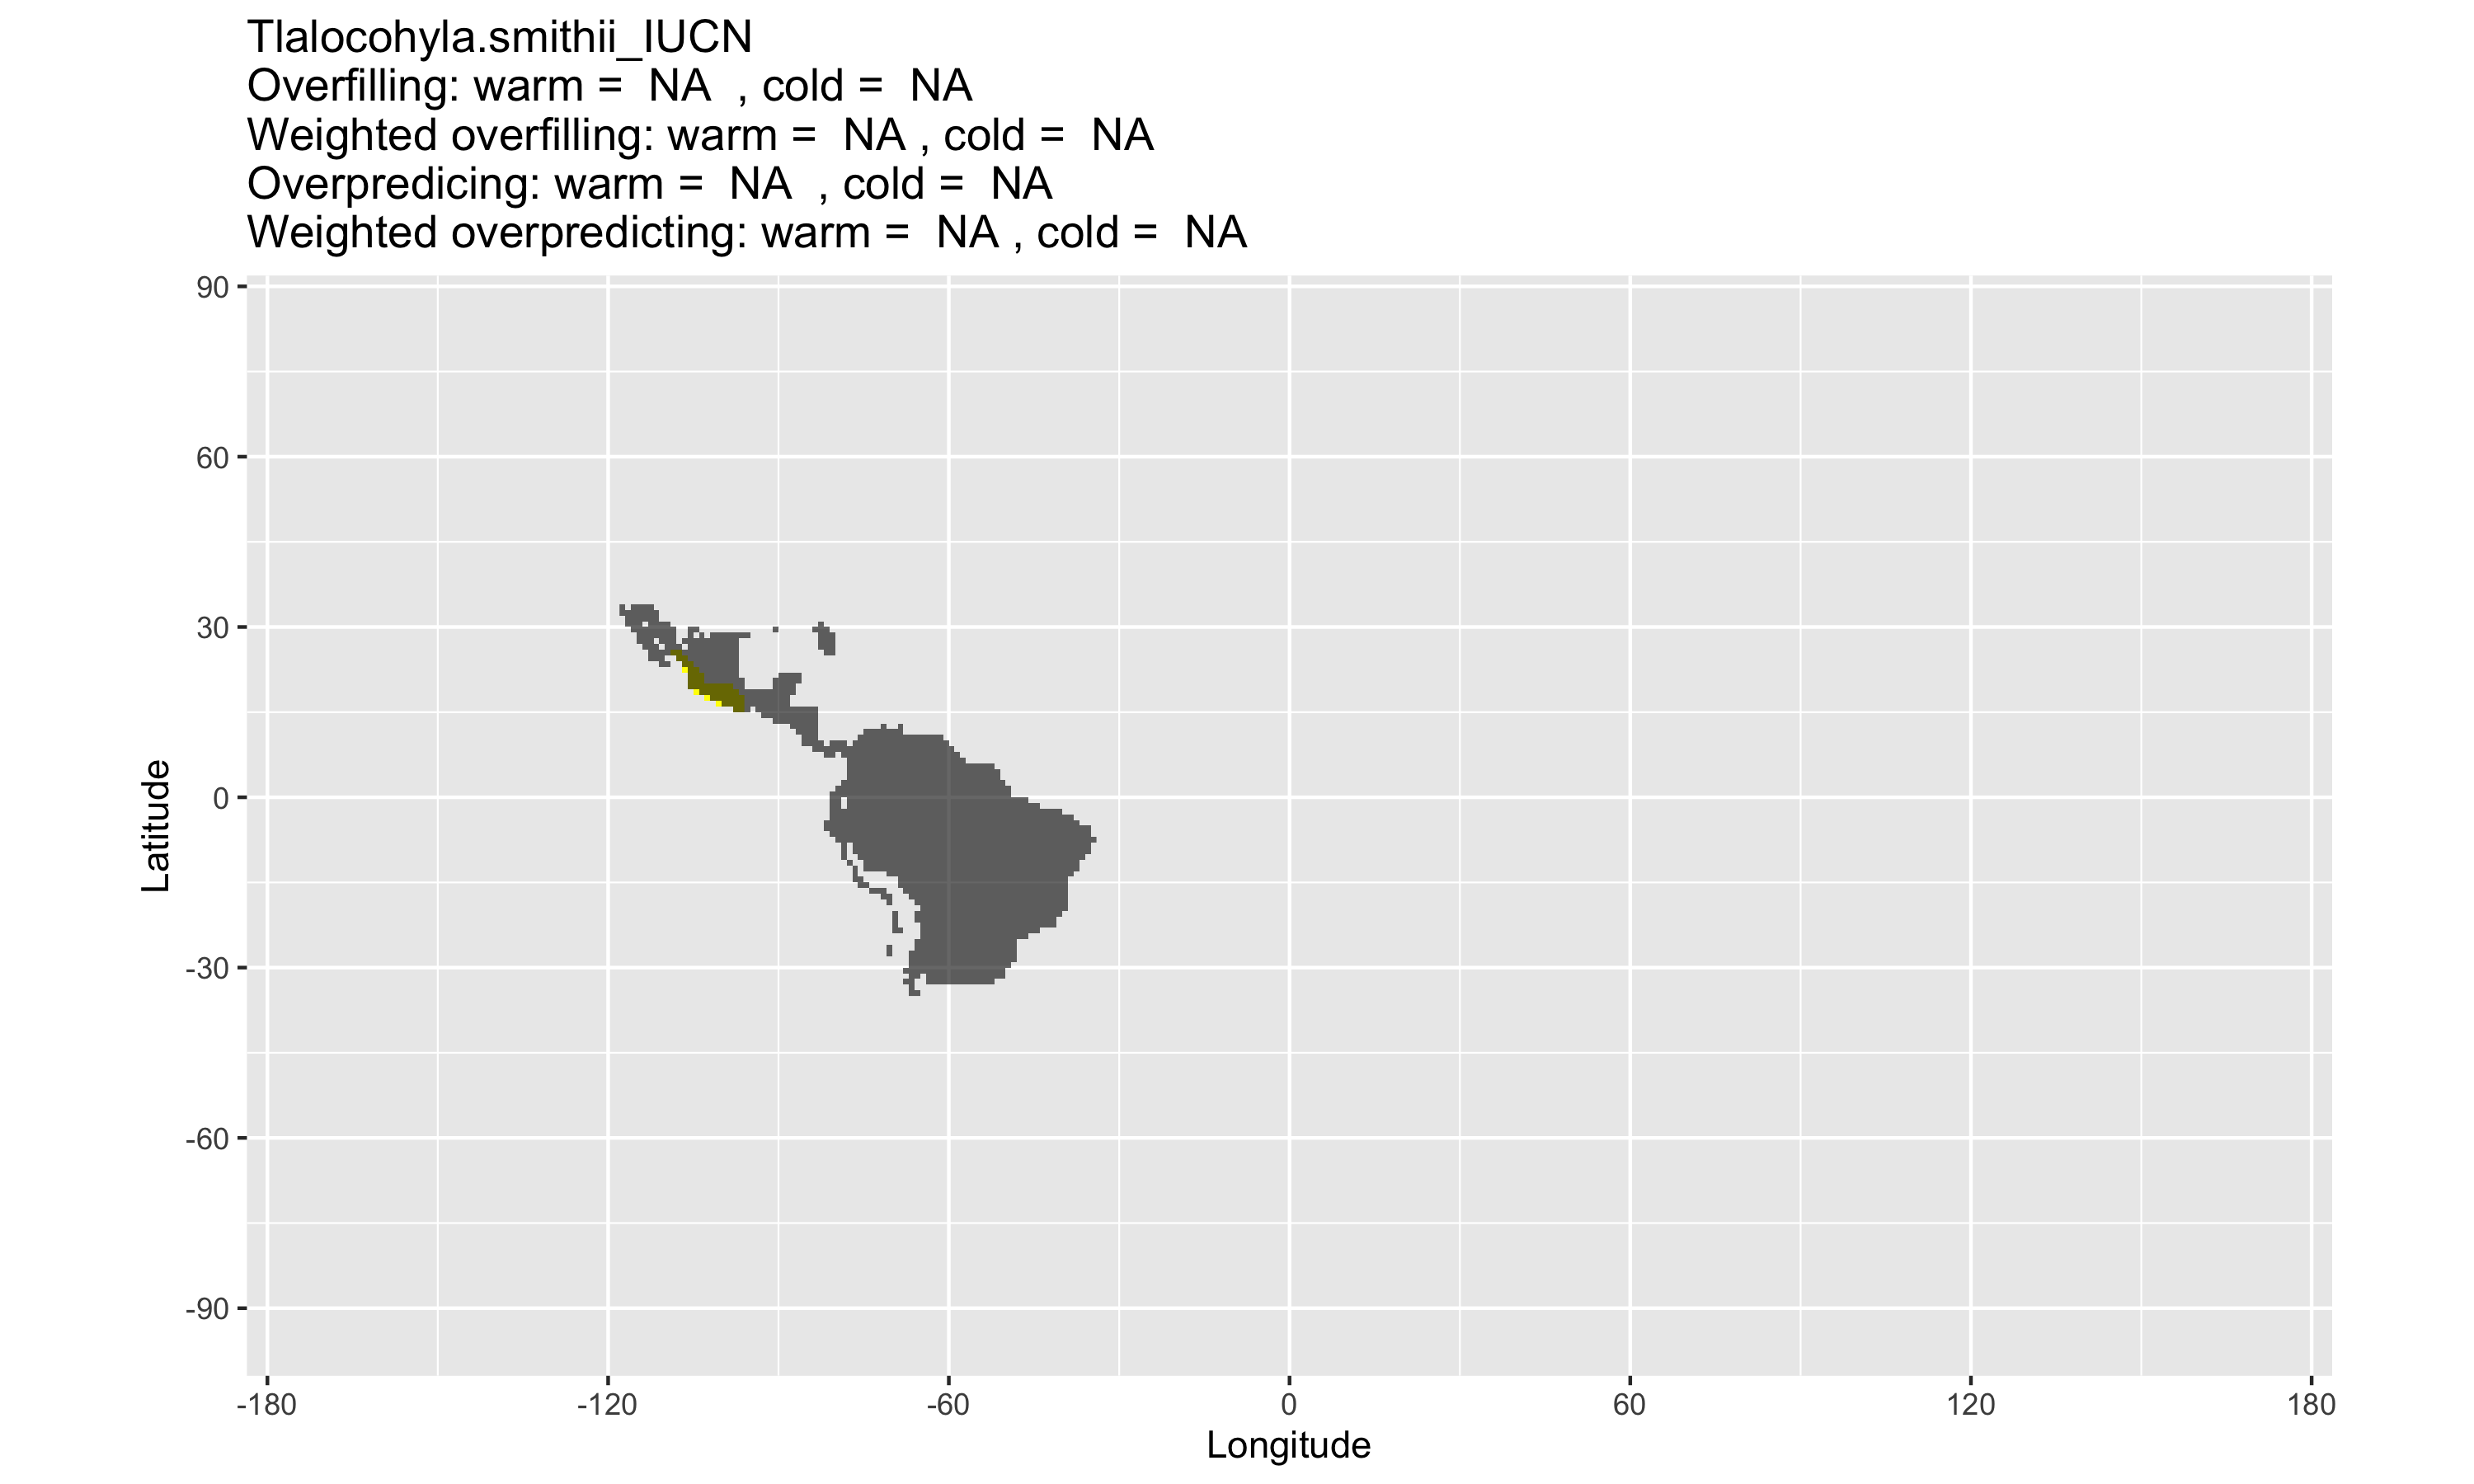 Tlalocohyla.smithii_IUCN
Overfilling: warm =  NA  , cold =  NA
Weighted overfilling: warm =  NA , cold =  NA
Overpredicing: warm =  NA  , cold =  NA
Weighted overpredicting: warm =  NA , cold =  NA
90
60
30
0
-30
-60
-90
Latitude
-180
-120
-60
0
60
120
180
Longitude